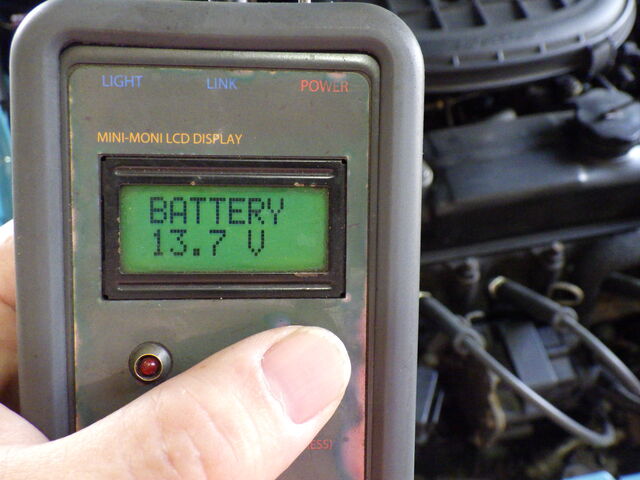 LIGHT LINK POWER
MINI-MONI LCD DISPLAY
BATTERY
13.7 V